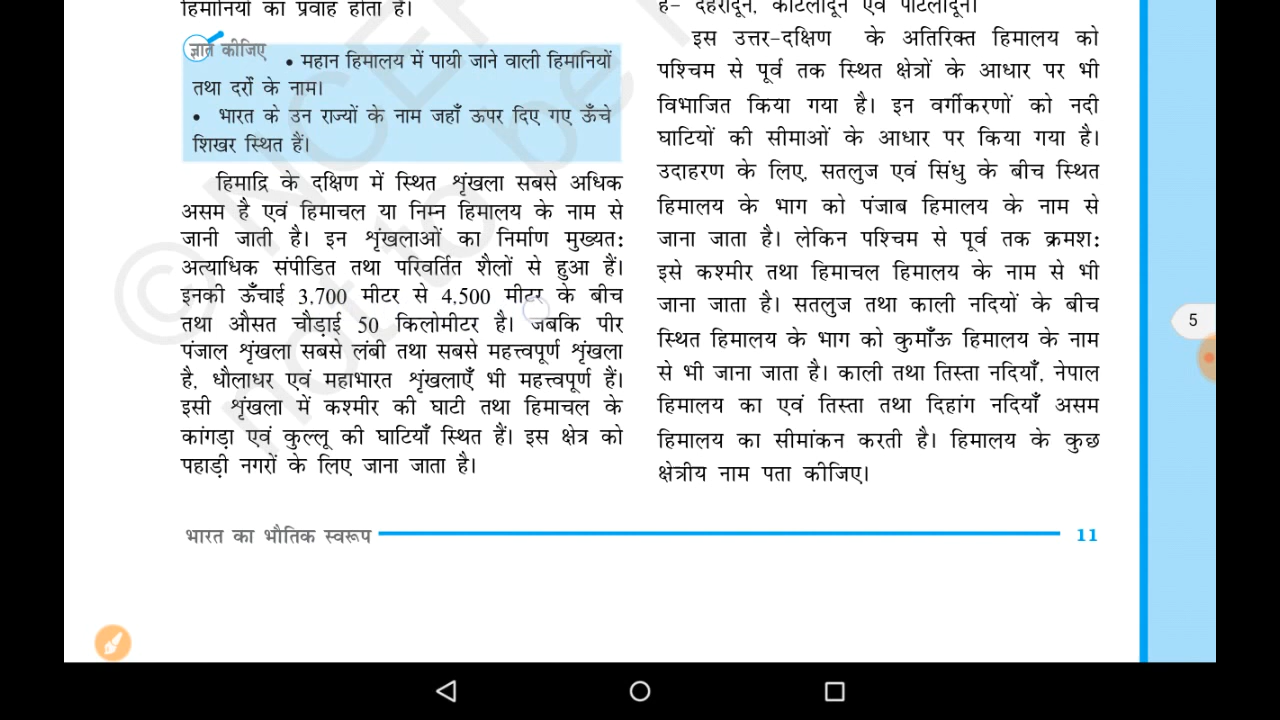 हिमानियों का प्रवाह होता है।
ज्ञात कीजिए
• महान हिमालय में पायी जाने वाली हिमानियों
तथा दर्रों के नाम।
• भारत के उन राज्यों के नाम जहाँ ऊपर दिए गए ऊँचे
शिखर स्थित हैं।
हिमाद्रि के दक्षिण में स्थित शृंखला सबसे अधिक
असम है एवं हिमाचल या निम्न हिमालय के नाम से
जानी जाती है। इन शृंखलाओं का निर्माण मुख्यत:
अत्याधिक संपीडित तथा परिवर्तित शैलों से हुआ हैं।
इनकी ऊँचाई 3,700 मीटर से 4,500 मीटर के बीच
तथा औसत चौड़ाई 50 किलोमीटर है। जबकि पीर
पंजाल शृंखला सबसे लंबी तथा सबसे महत्त्वपूर्ण शृंखला
है, धौलाधर एवं महाभारत शृंखलाएँ भी महत्त्वपूर्ण हैं।
इसी शृंखला में कश्मीर की घाटी तथा हिमाचल के
कांगड़ा एवं कुल्लू की घाटियाँ स्थित हैं। इस क्षेत्र को
पहाड़ी नगरों के लिए जाना जाता है।
हैं- देहरादून, कोटलीदून एवं पाटलीदून।
इस उत्तर-दक्षिण के अतिरिक्त हिमालय को
पश्चिम से पूर्व तक स्थित क्षेत्रों के आधार पर भी
विभाजित किया गया है। इन वर्गीकरणों को नदी
घाटियों की सीमाओं के आधार पर किया गया है।
उदाहरण के लिए, सतलुज एवं सिंधु के बीच स्थित
हिमालय के भाग को पंजाब हिमालय के नाम से
जाना जाता है। लेकिन पश्चिम से पूर्व तक क्रमश:
इसे कश्मीर तथा हिमाचल हिमालय के नाम से भी
जाना जाता है। सतलुज तथा काली नदियों के बीच
स्थित हिमालय के भाग को कुमाँऊ हिमालय के नाम
से भी जाना जाता है। काली तथा तिस्ता नदियाँ, नेपाल
हिमालय का एवं तिस्ता तथा दिहांग नदियाँ असम
हिमालय का सीमांकन करती है। हिमालय के कुछ
क्षेत्रीय नाम पता कीजिए।
भारत का भौतिक स्वरूप
11
5
© NCE
not to be